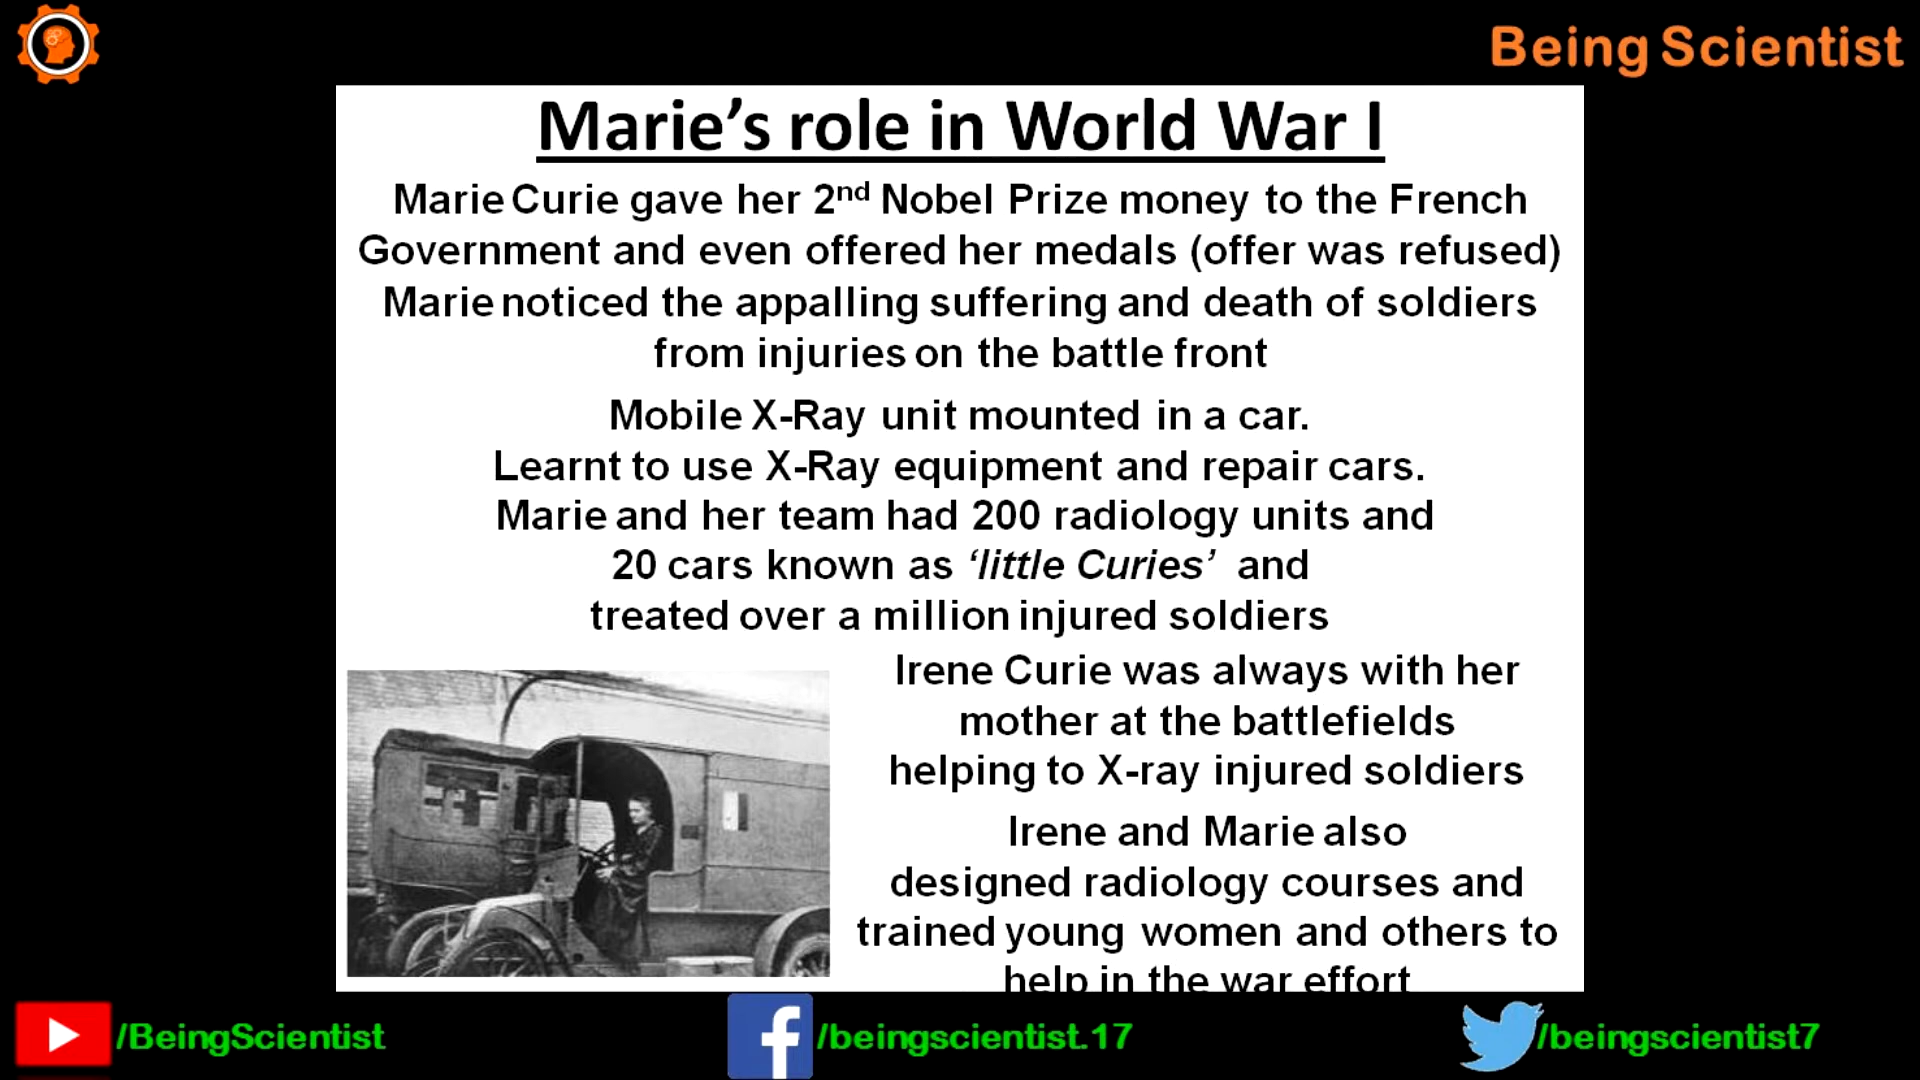 Being Scientist
Marie’s role in World War I
Marie Curie gave her 2nd Nobel Prize money to the French
Government and even offered her medals (offer was refused)
Marie noticed the appalling suffering and death of soldiers
from injuries on the battle front
Mobile X-Ray unit mounted in a car.
Learnt to use X-Ray equipment and repair cars.
Marie and her team had 200 radiology units and
20 cars known as ‘little Curies’ and
treated over a million injured soldiers
Irene Curie was always with her
mother at the battlefields
helping to X-ray injured soldiers
Irene and Marie also
designed radiology courses and
trained young women and others to
help in the war effort
/BeingScientist
/beingscientist.17
/beingscientist7